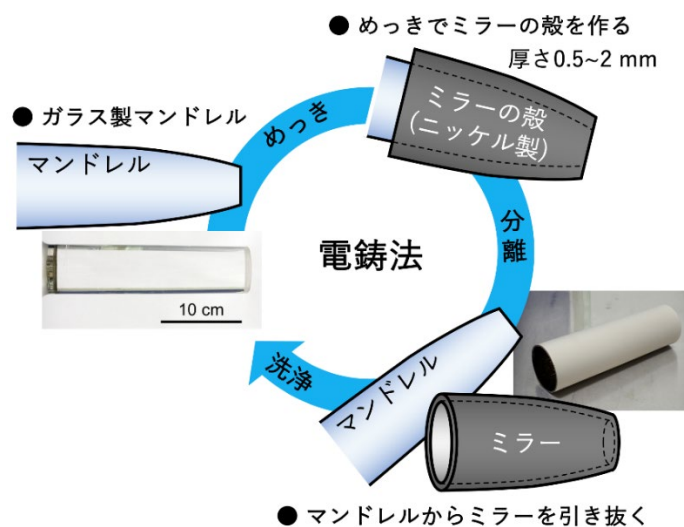 ● めっきでミラーの殻を作る
厚さ0.5~2 mm
ミラーの殻
(ニッケル製)
● ガラス製マンドレル
めっき
マンドレル
分離
電鋳法
10 cm
洗浄
マンドレル
ミラー
● マンドレルからミラーを引き抜く